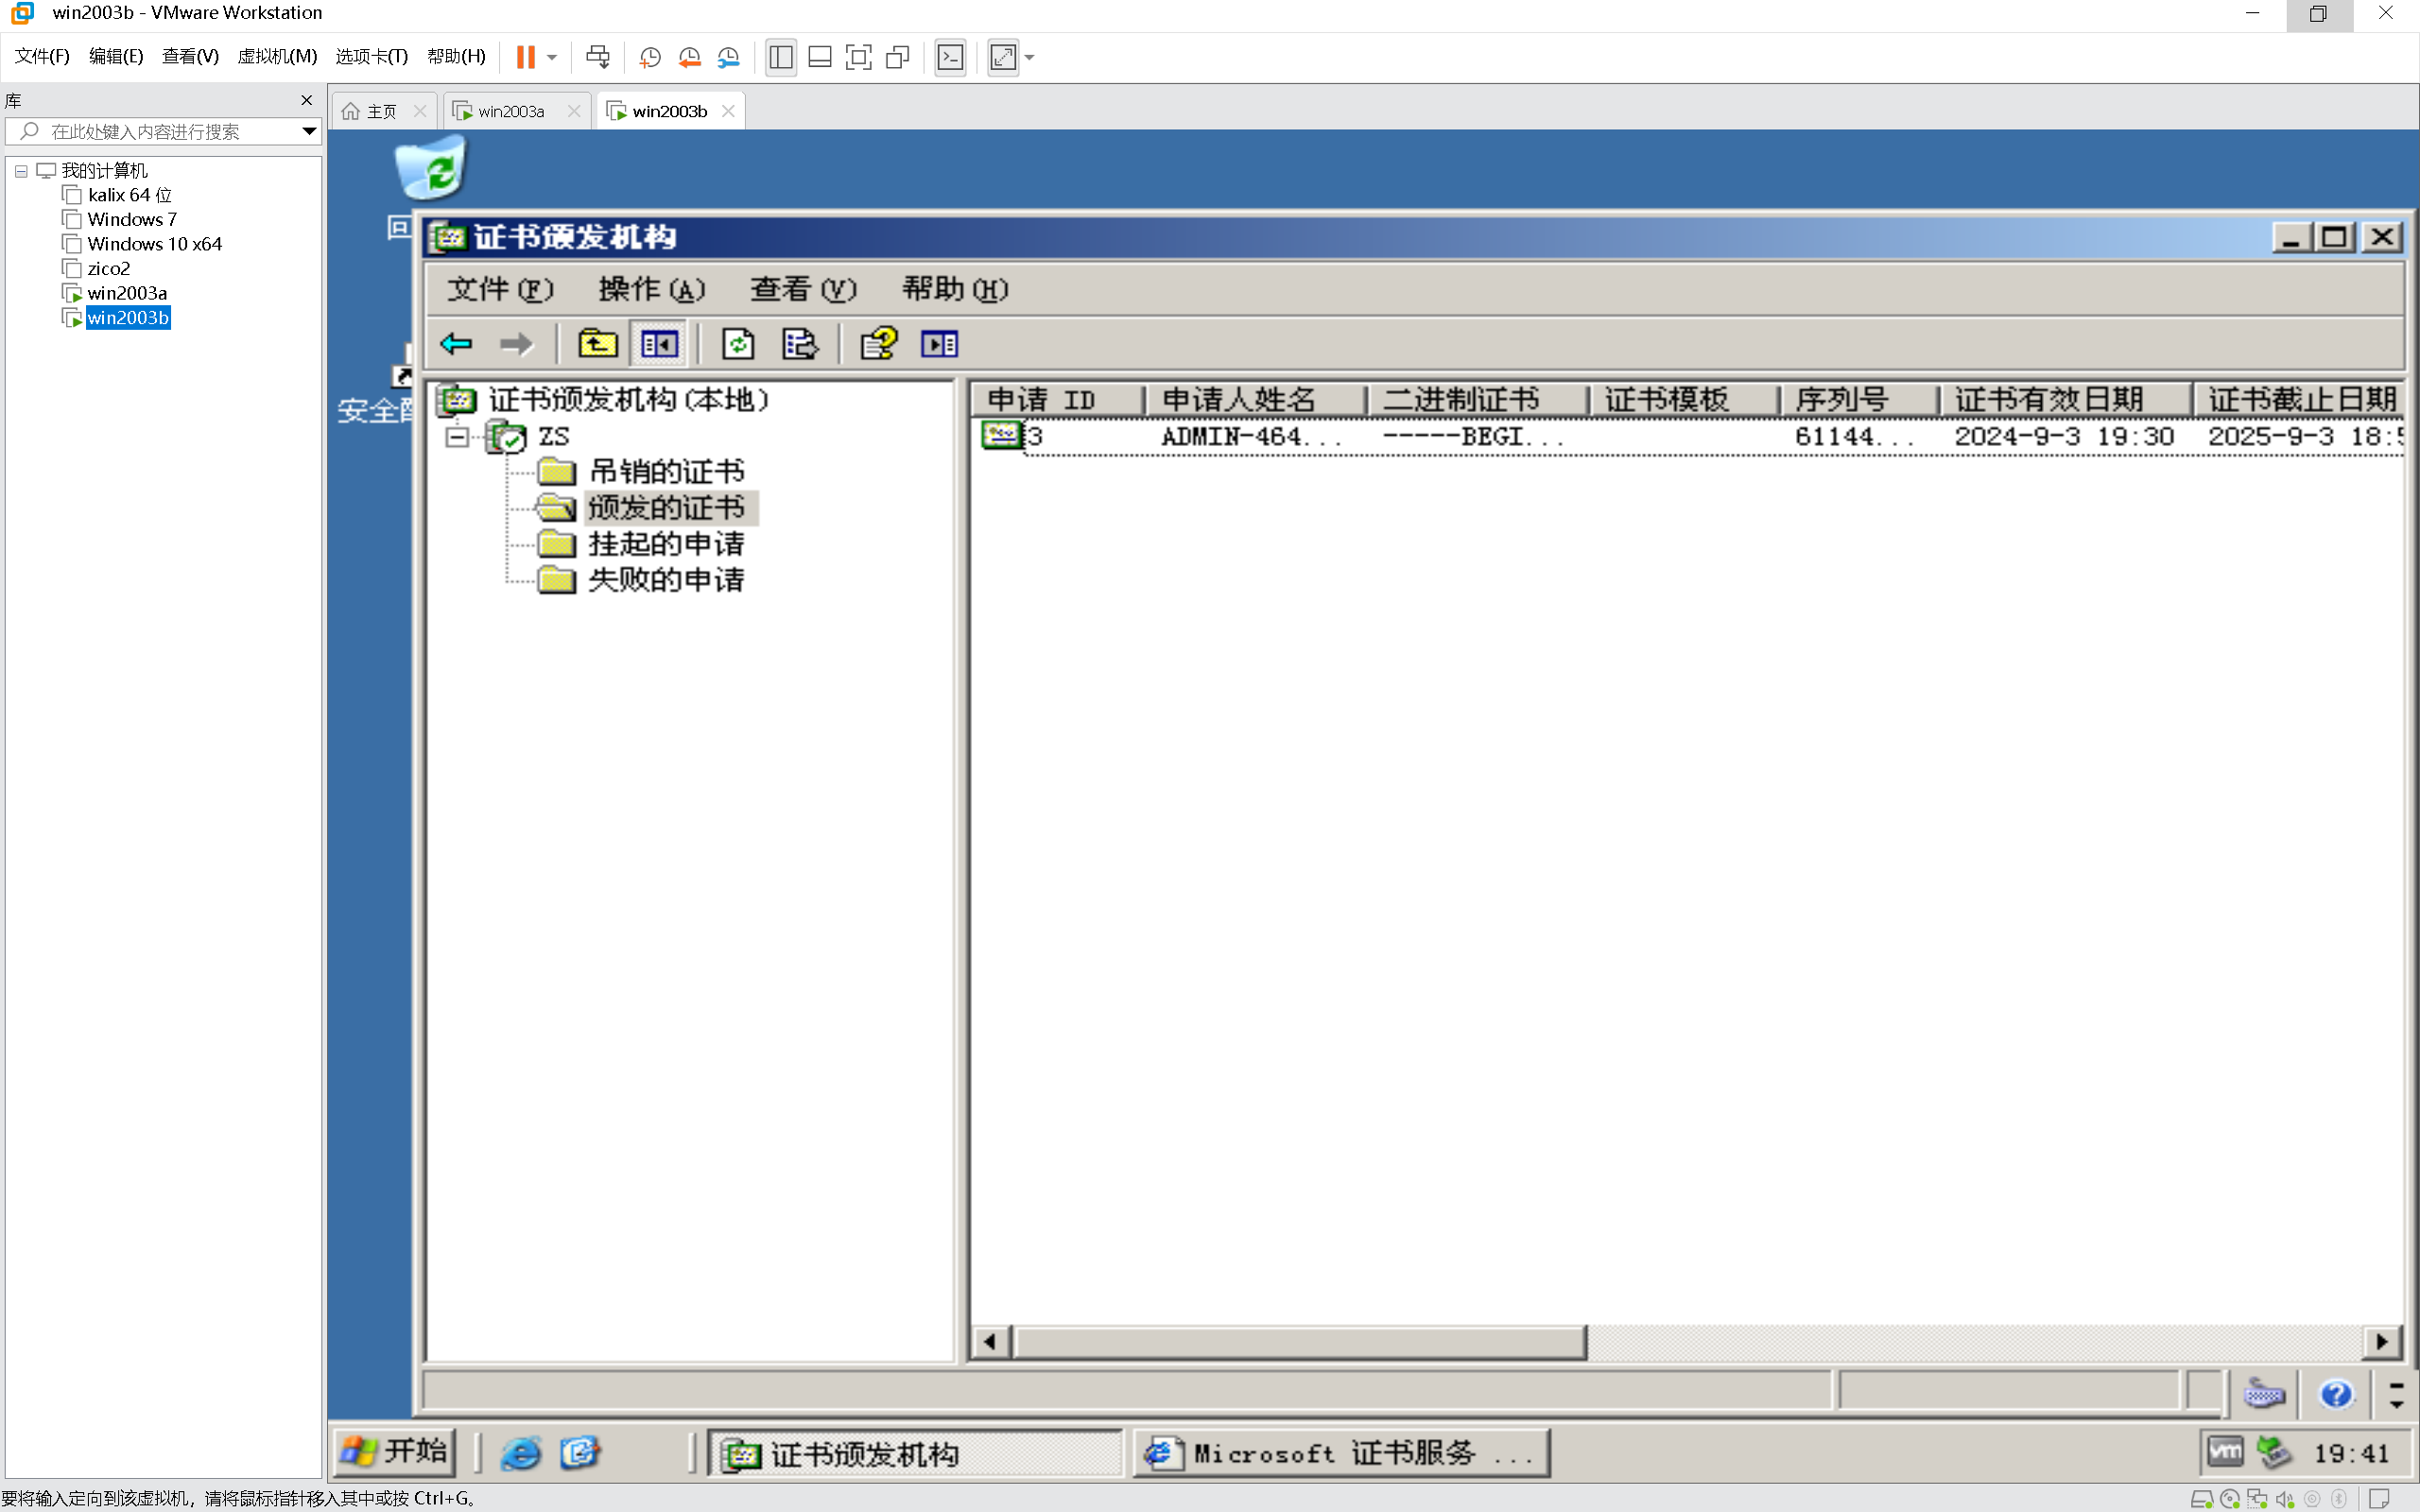 win2003b - VMware Workstation
文件(F) 编辑(E) 查看(V) 虚拟机(M) 选项卡(T) 帮助(H)
库
在此处键入内容进行搜索
我的计算机
kalix 64 位
Windows 7
Windows 10 x64
zico2
win2003a
win2003b
主页 win2003a win2003b
回
安全
证书颁发机构
文件(F) 操作(A) 查看(V) 帮助(H)
证书颁发机构(本地)
ZS
吊销的证书
颁发的证书
挂起的申请
失败的申请
申请 ID 申请人姓名 二进制证书 证书模板 序列号 证书有效日期 证书截止日期
3 ADMIN-464... -----BEGI... 61144... 2024-9-3 19:30 2025-9-3 18:5
开始 证书颁发机构 Microsoft 证书服务 ... vm 19:41
要将输入定向到该虚拟机，请将鼠标指针移入其中或按 Ctrl+G。